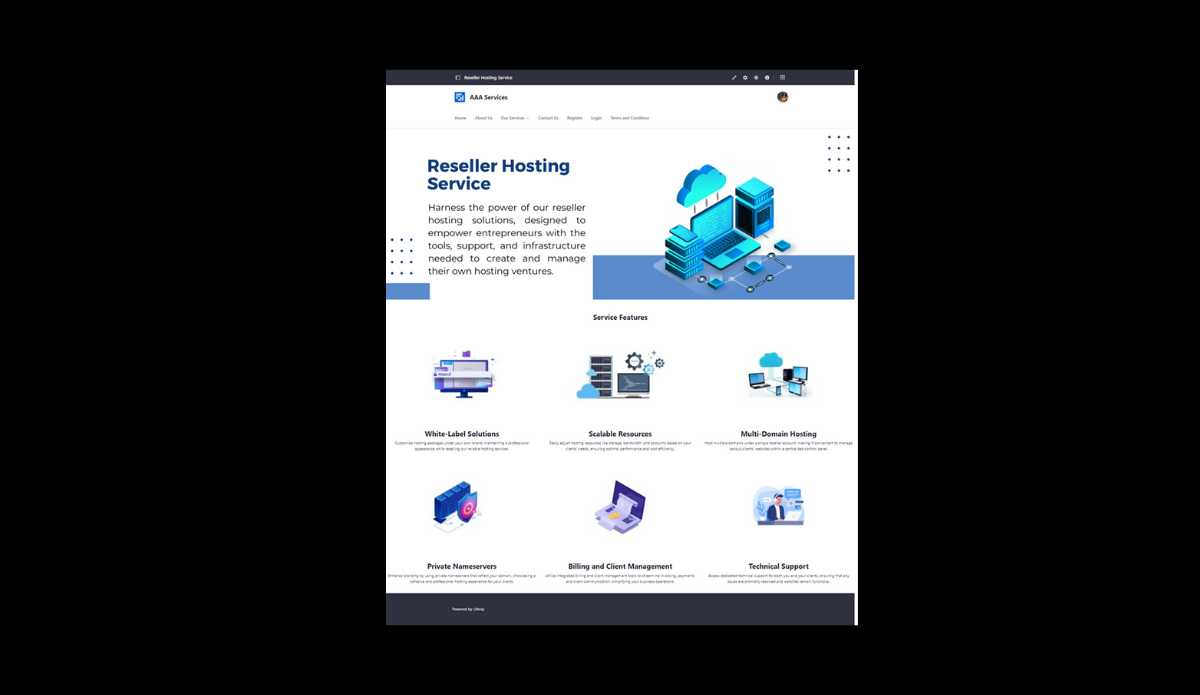 Reseller Hosting Service
AAA Services
Home About Us Our Services Contact Us Register Login Terms and Condition
Reseller Hosting
Service
Harness the power of our reseller
hosting solutions, designed to
empower entrepreneurs with the
tools, support, and infrastructure
needed to create and manage
their own hosting ventures.
Service Features
White-Label Solutions
Customize hosting packages under your own brand, maintaining a professional
appearance while reselling our reliable hosting services.
Scalable Resources
Easily adjust hosting resources like storage, bandwidth, and accounts based on your
clients' needs, ensuring optimal performance and cost efficiency.
Multi-Domain Hosting
Host multiple domains under a single reseller account, making it convenient to manage
various clients' websites within a centralized control panel.
Private Nameservers
Enhance branding by using private nameservers that reflect your domain, showcasing a
cohesive and professional hosting experience for your clients.
Billing and Client Management
Utilize integrated billing and client management tools to streamline invoicing, payments,
and client communication, simplifying your business operations.
Technical Support
Access dedicated technical support for both you and your clients, ensuring that any
issues are promptly resolved and websites remain functional.
Powered by Liferay